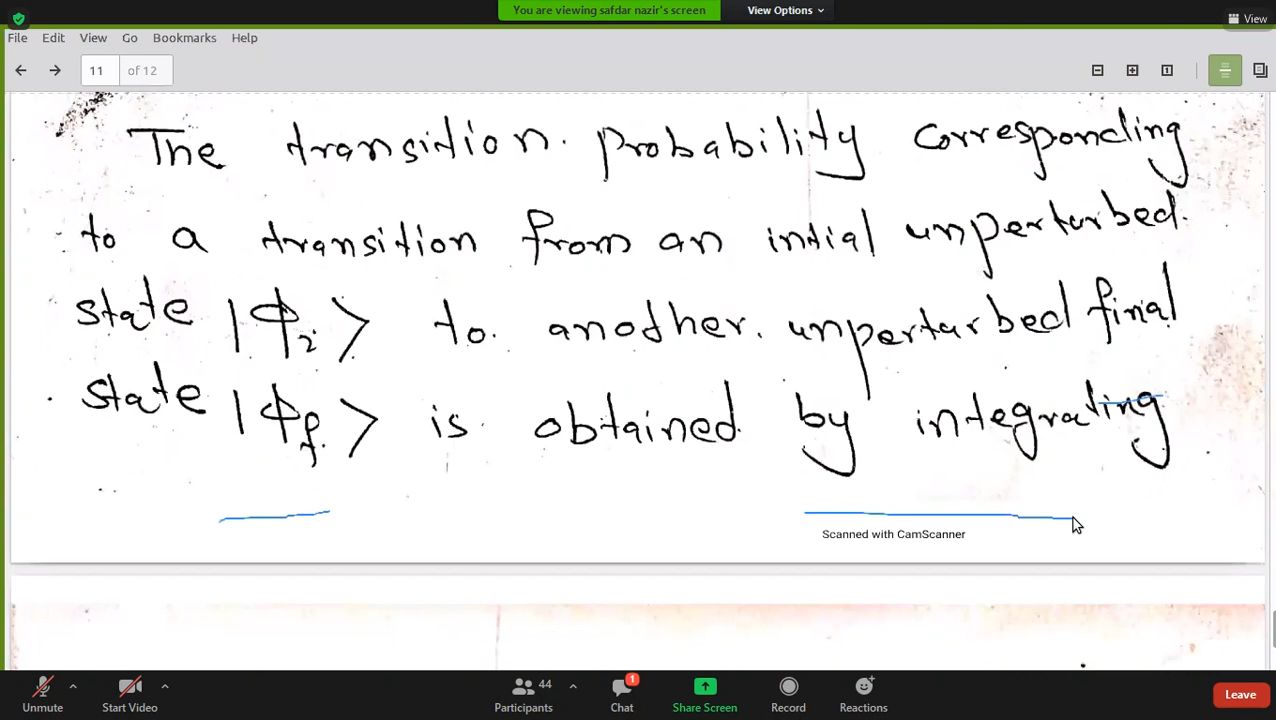 You are viewing safdar nazir's screen
View Options
View
File Edit View Go Bookmarks Help
11 of 12
The transition. probability corresponding
to a transition from an intial unperturbed.
state |Φi> to. another. unperturbed final
state |Φf> is obtained by integrating
Scanned with CamScanner
44
1
Unmute Start Video Participants Chat Share Screen Record Reactions Leave